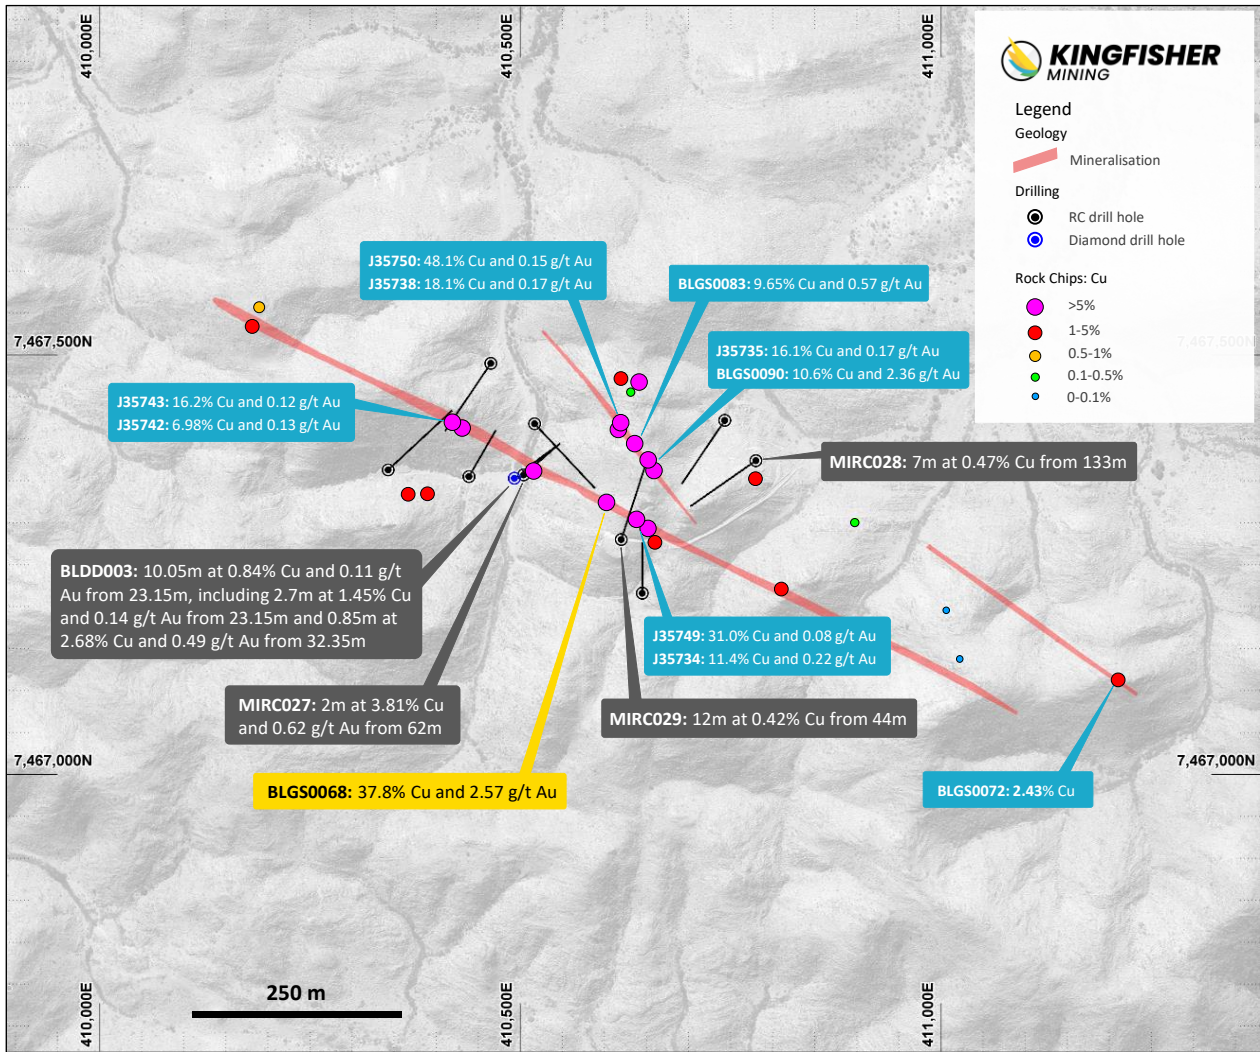 410,000E
410,500E
411,000E
KINGFISHER
MINING
Legend
Geology
Mineralisation
Drilling
RC drill hole
Diamond drill hole
Rock Chips: Cu
>5%
1-5%
0.5-1%
0.1-0.5%
0-0.1%
7,467,500N
7,467,500N
J35750: 48.1% Cu and 0.15 g/t Au
J35738: 18.1% Cu and 0.17 g/t Au
BLGS0083: 9.65% Cu and 0.57 g/t Au
J35735: 16.1% Cu and 0.17 g/t Au
BLGS0090: 10.6% Cu and 2.36 g/t Au
J35743: 16.2% Cu and 0.12 g/t Au
J35742: 6.98% Cu and 0.13 g/t Au
MIRC028: 7m at 0.47% Cu from 133m
BLDD003: 10.05m at 0.84% Cu and 0.11 g/t
Au from 23.15m, including 2.7m at 1.45% Cu
and 0.14 g/t Au from 23.15m and 0.85m at
2.68% Cu and 0.49 g/t Au from 32.35m
J35749: 31.0% Cu and 0.08 g/t Au
J35734: 11.4% Cu and 0.22 g/t Au
MIRC027: 2m at 3.81% Cu
and 0.62 g/t Au from 62m
MIRC029: 12m at 0.42% Cu from 44m
BLGS0068: 37.8% Cu and 2.57 g/t Au
BLGS0072: 2.43% Cu
7,467,000N
7,467,000N
250 m
410,000E
410,500E
411,000E